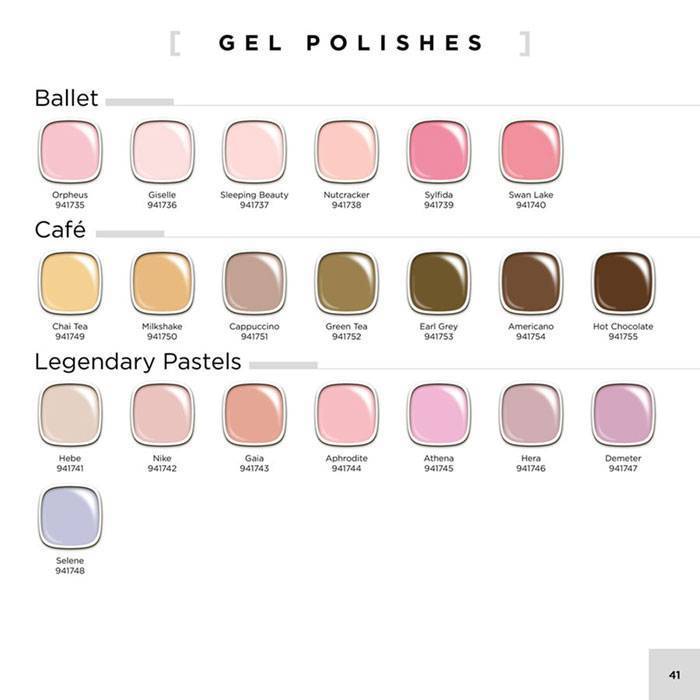 [ GEL POLISHES ]
Ballet
Orpheus Giselle Sleeping Beauty Nutcracker Sylfida Swan Lake
941735 941736 941737 941738 941739 941740
Café
Chai Tea Milkshake Cappuccino Green Tea Earl Grey Americano Hot Chocolate
941749 941750 941751 941752 941753 941754 941755
Legendary Pastels
Hebe Nike Gaia Aphrodite Athena Hera Demeter
941741 941742 941743 941744 941745 941746 941747
Selene
941748
41